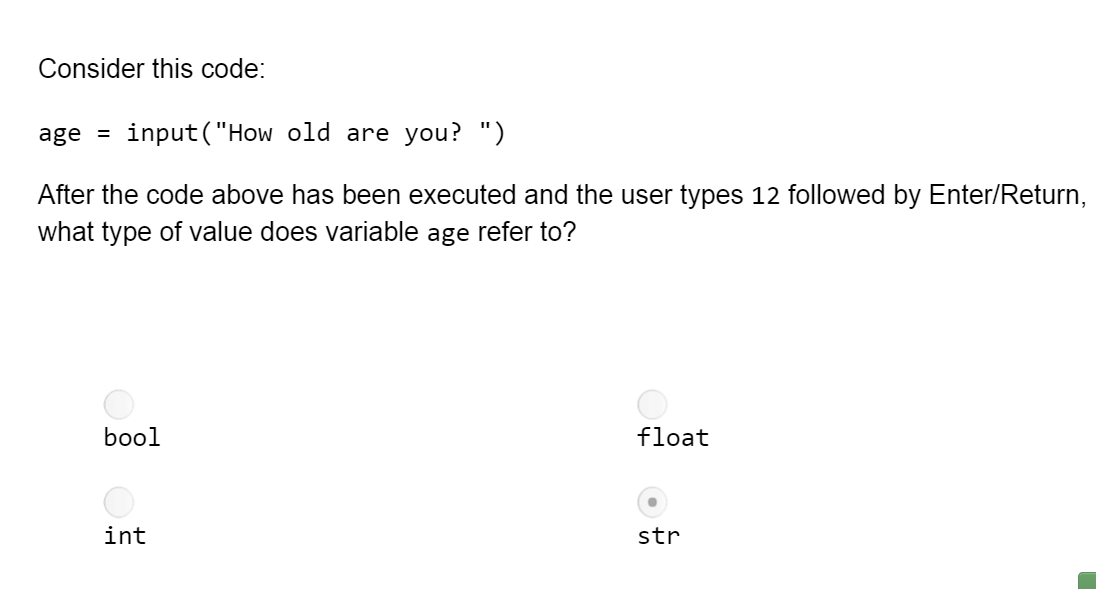 Consider this code:
age = input("How old are you? ")
After the code above has been executed and the user types 12 followed by Enter/Return,
what type of value does variable age refer to?
bool
float
int
str